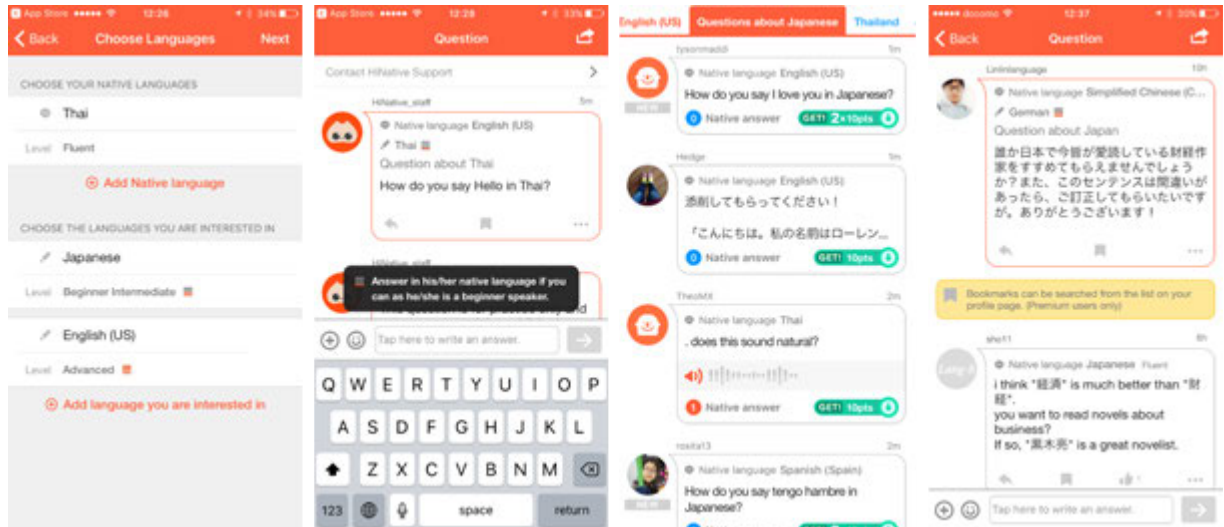 App Store 12:26 34%
Back Choose Languages Next
CHOOSE YOUR NATIVE LANGUAGES
Thai
Level Fluent
Add Native language
CHOOSE THE LANGUAGES YOU ARE INTERESTED IN
Japanese
Level Beginner Intermediate
English (US)
Level Advanced
Add language you are interested in
App Store 12:28 33%
Question
Contact HiNative Support
HiNative_staff 5m
Native language English (US)
Thai
Question about Thai
How do you say Hello in Thai?
HiNative_staff
Answer in his/her native language if you
can as he/she is a beginner speaker.
Tap here to write an answer.
Q W E R T Y U I O P
A S D F G H J K L
Z X C V B N M
123 space return
English (US) Questions about Japanese Thailand
tysonmaddi 1m
Native language English (US)
How do you say I love you in Japanese?
0 Native answer GET! 2×10pts
NEW
Hedge 1m
Native language English (US)
添削してもらってください！
「こんにちは。私の名前はローレン...
0 Native answer GET! 10pts
TheoMX 2m
Native language Thai
. does this sound natural?
1 Native answer GET! 10pts
rosita13 2m
Native language Spanish (Spain)
How do you say tengo hambre in
Japanese?
NEW
docomo 12:37 30%
Back Question
Lininlanguage 10h
Native language Simplified Chinese (C...
German
Question about Japan
誰か日本で今皆が愛読している財経作
家をすすめてもらえませんでしょう
か？また、このセンテンスは間違いが
あったら、ご訂正してもらいたいです
が。ありがとうございます！
Bookmarks can be searched from the list on your
profile page. (Premium users only)
sho11 8h
Lang-8
Native language Japanese Fluent
i think "経済" is much better than "財
経".
you want to read novels about
business?
If so, "黒木亮" is a great novelist.
1
Tap here to write an answer.